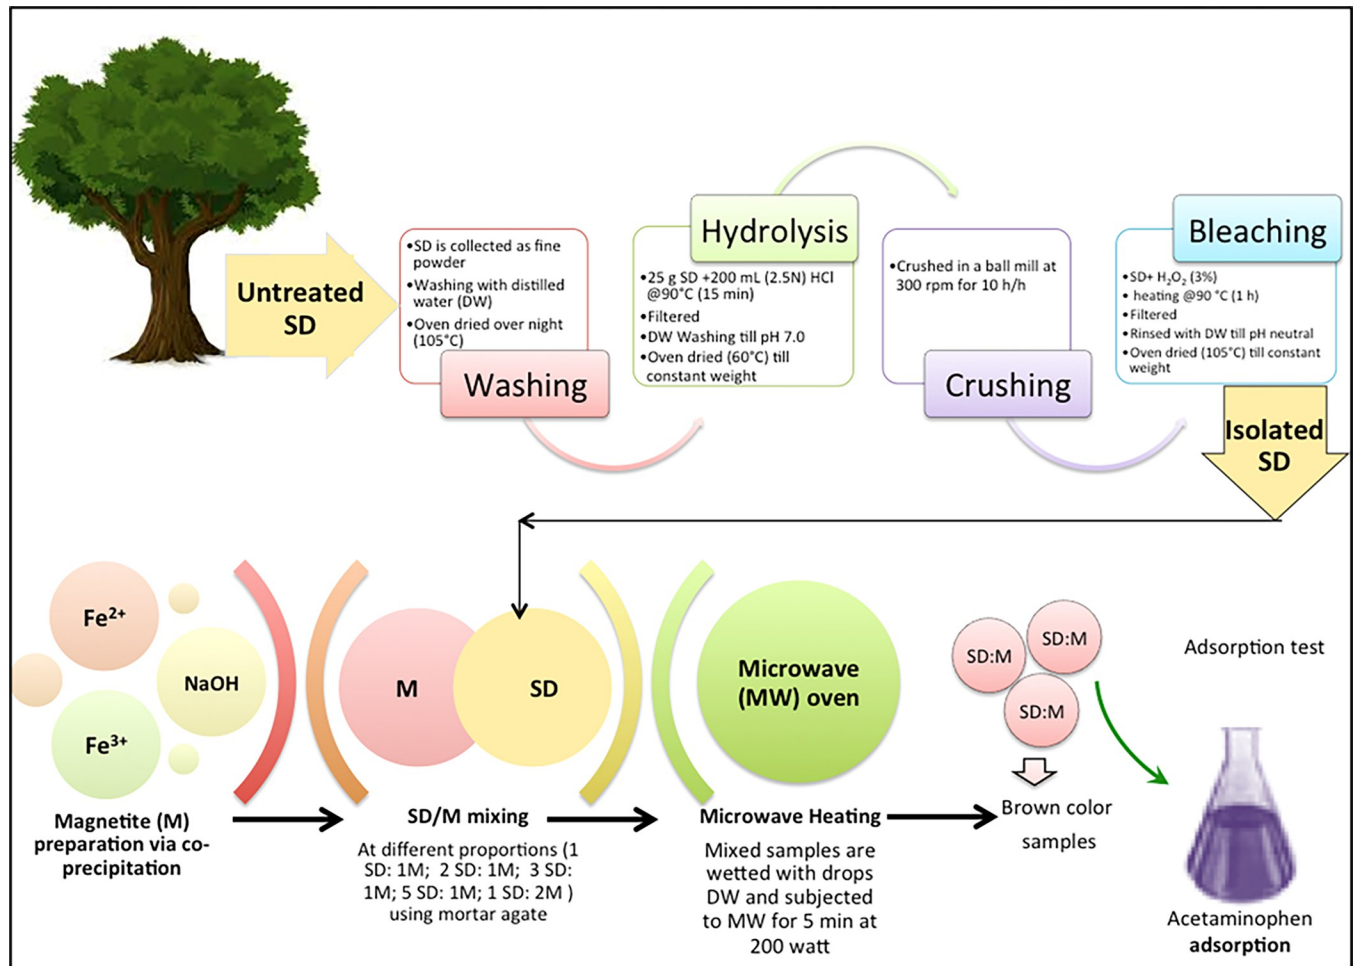 Untreated
SD
•SD is collected as fine
powder
•Washing with distilled
water (DW)
•Oven dried over night
(105°C)
Washing
Hydrolysis
•25 g SD +200 mL (2.5N) HCl
@90°C (15 min)
•Filtered
•DW Washing till pH 7.0
•Oven dried (60°C) till
constant weight
•Crushed in a ball mill at
300 rpm for 10 h/h
Crushing
Bleaching
•SD+ H₂O₂ (3%)
• heating @90 °C (1 h)
•Filtered
•Rinsed with DW till pH neutral
•Oven dried (105°C) till constant
weight
Isolated
SD
Fe²⁺
NaOH
Fe³⁺
Magnetite (M)
preparation via co-
precipitation
M
SD
SD/M mixing
At different proportions (1
SD: 1M; 2 SD: 1M; 3 SD:
1M; 5 SD: 1M; 1 SD: 2M )
using mortar agate
Microwave
(MW) oven
Microwave Heating
Mixed samples are
wetted with drops
DW and subjected
to MW for 5 min at
200 watt
SD:M
SD:M
SD:M
Brown color
samples
Adsorption test
Acetaminophen
adsorption